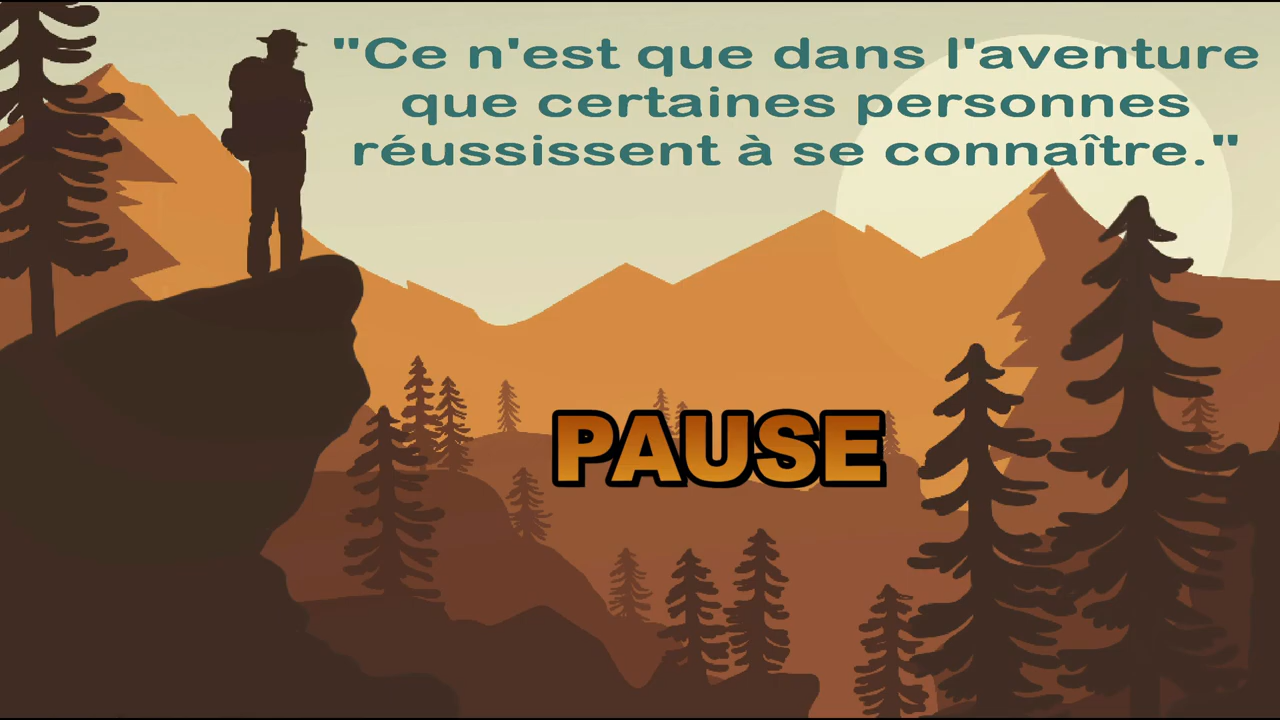 "Ce n'est que dans l'aventure
que certaines personnes
réussissent à se connaître."
PAUSE